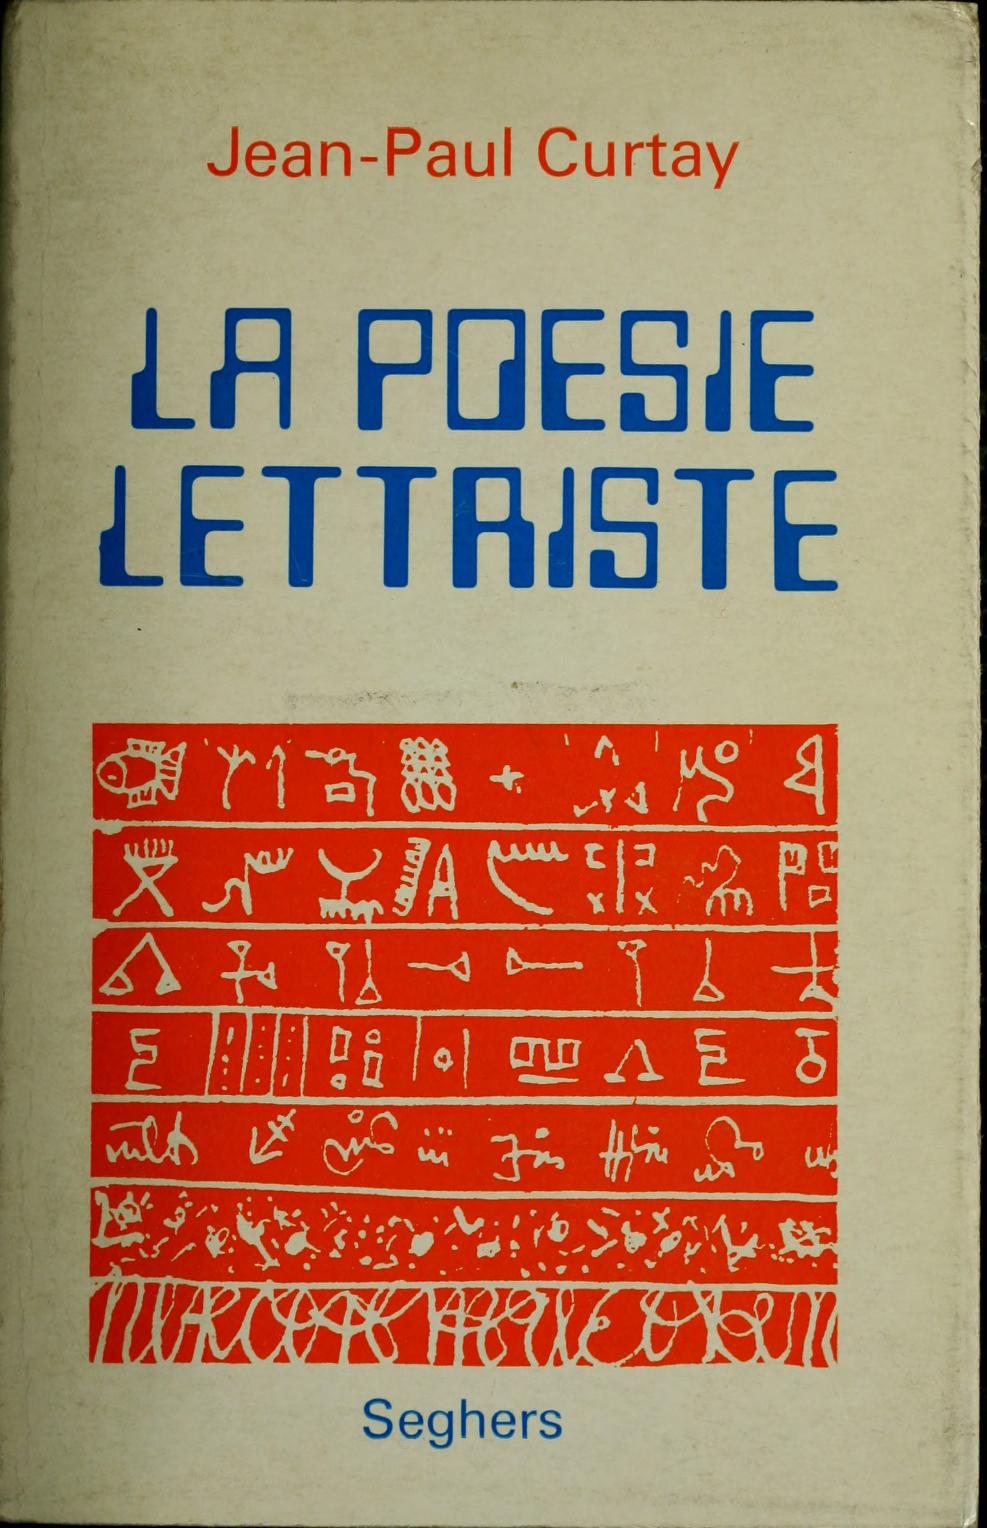 Jean-Paul Curtay
LA POESIE
LETTRISTE
Seghers